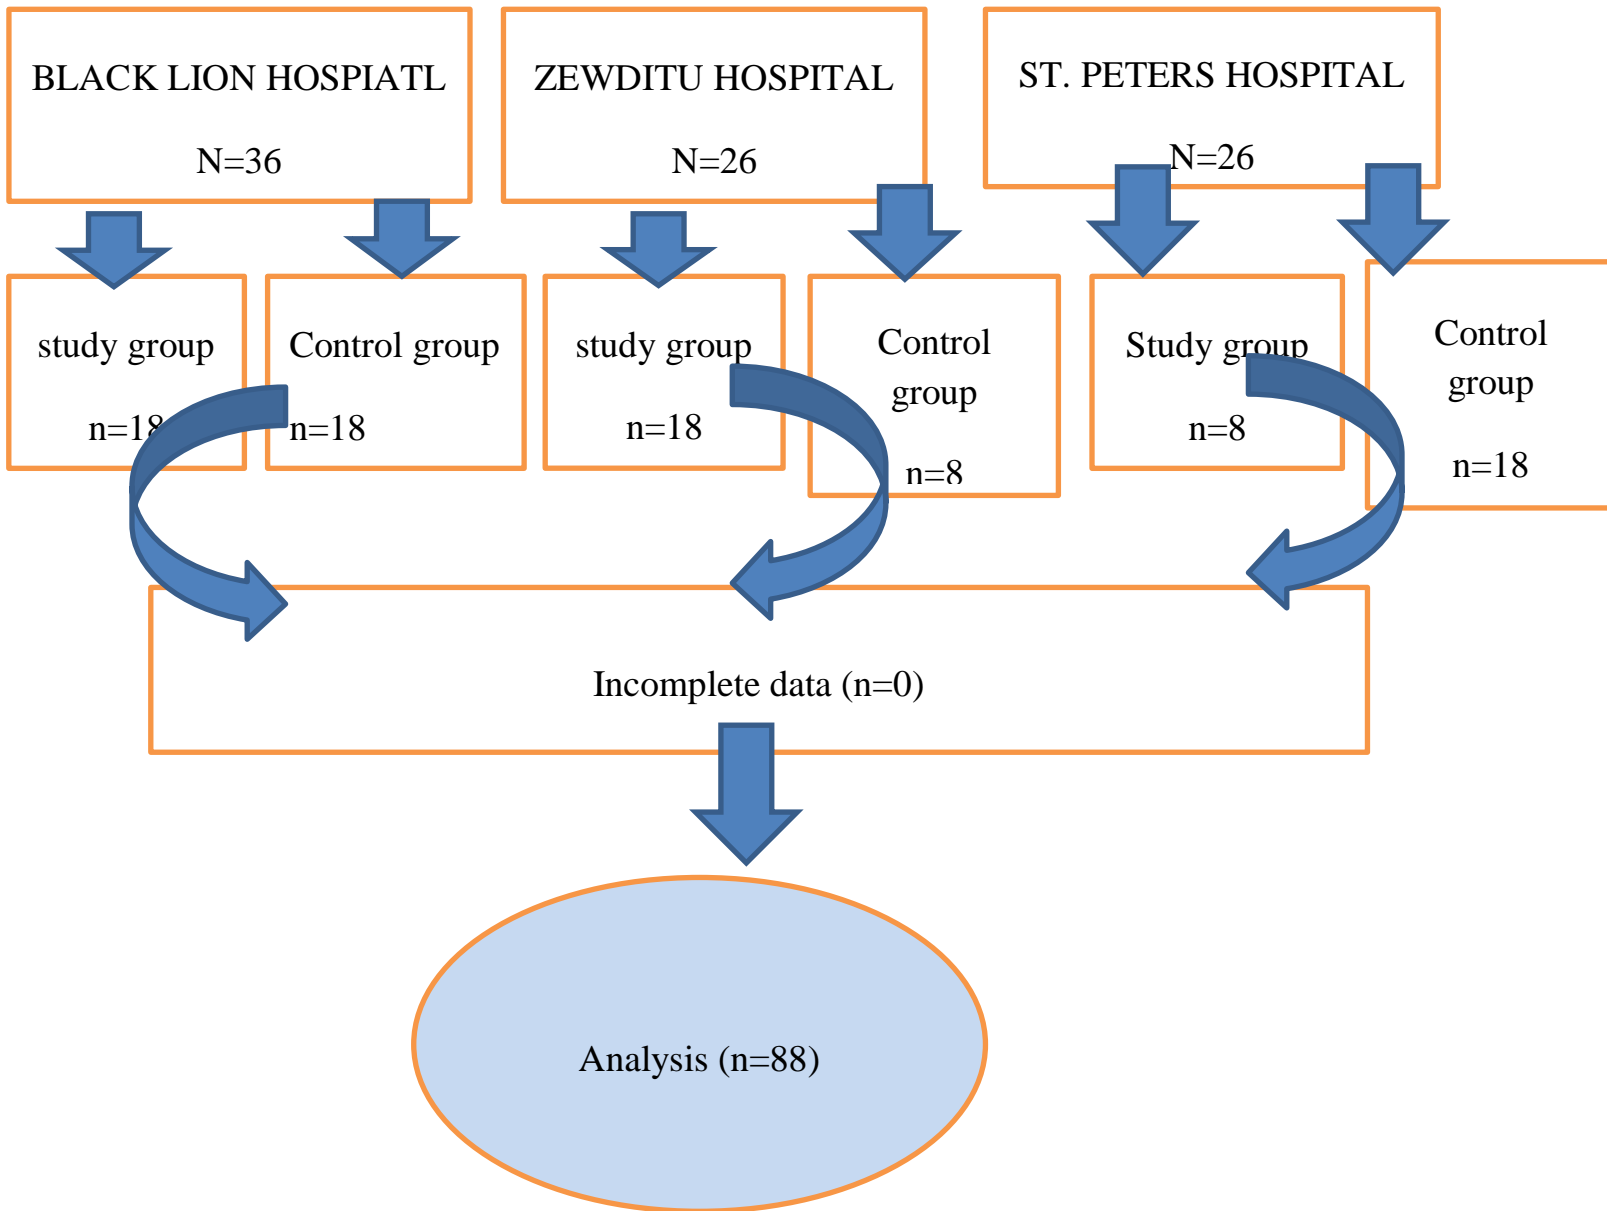 BLACK LION HOSPIATL
N=36
ZEWDITU HOSPITAL
N=26
ST. PETERS HOSPITAL
N=26
study group
n=18
Control group
n=18
study group
n=18
Control
group
n=8
Study group
n=8
Control
group
n=18
Incomplete data (n=0)
Analysis (n=88)